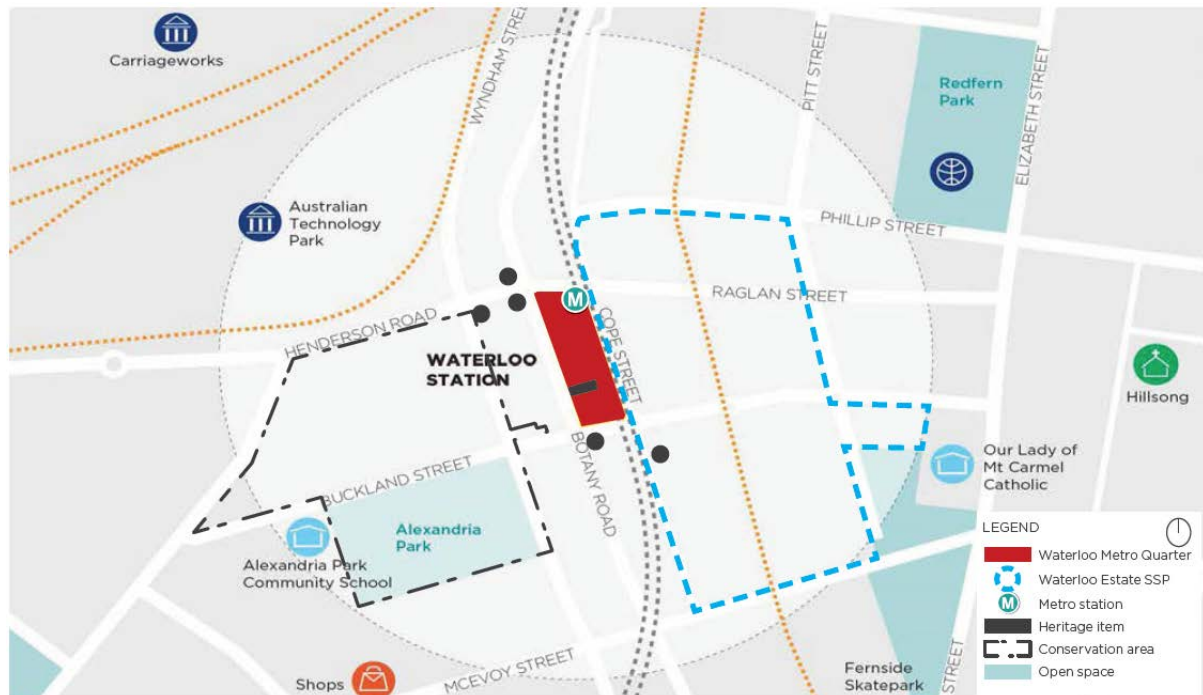 Carriageworks
WYNDHAM STREET
PITT STREET
Redfern
Park
ELIZABETH STREET
Australian
Technology
Park
PHILLIP STREET
M
RAGLAN STREET
HENDERSON ROAD
COPE STREET
WATERLOO
STATION
Hillsong
BOTANY ROAD
BUCKLAND STREET
Our Lady of
Mt Carmel
Catholic
Alexandria
Park
Alexandria Park
Community School
LEGEND
Waterloo Metro Quarter
Waterloo Estate SSP
M
Metro station
Heritage item
Conservation area
Open space
Shops
MCEVOY STREET
Fernside
Skatepark
STREET